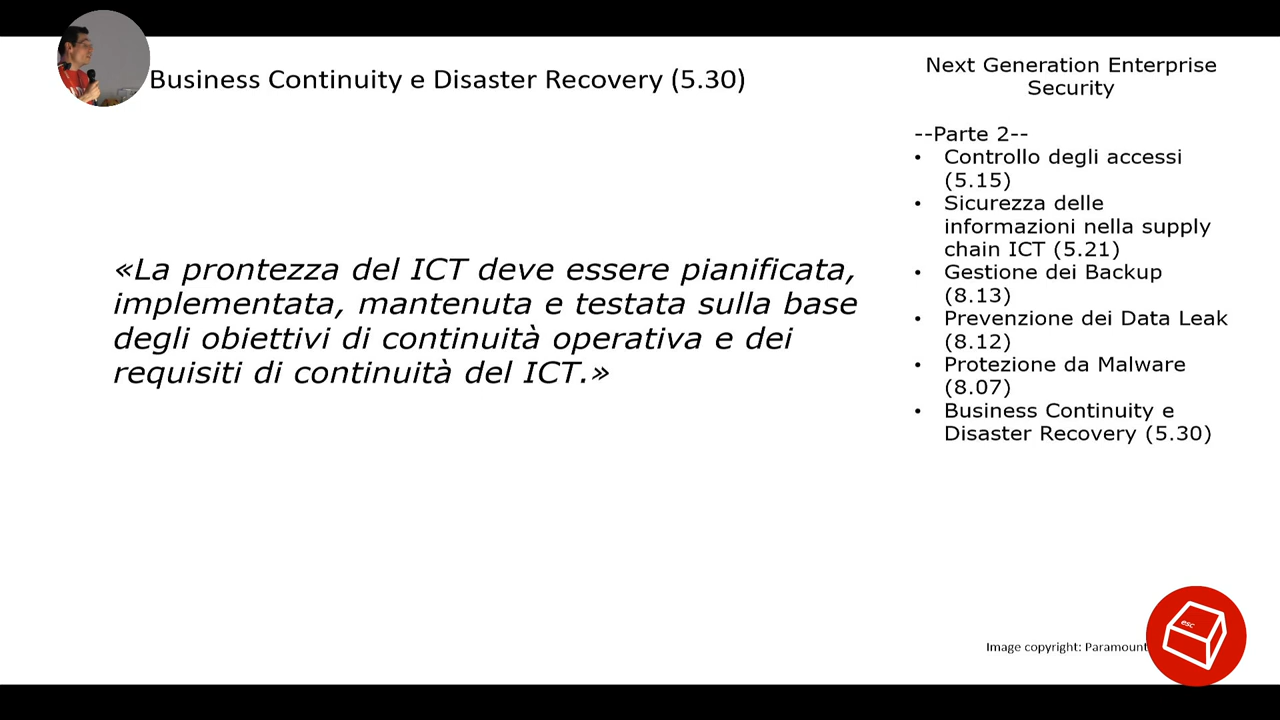 Business Continuity e Disaster Recovery (5.30)
«La prontezza del ICT deve essere pianificata,
implementata, mantenuta e testata sulla base
degli obiettivi di continuità operativa e dei
requisiti di continuità del ICT.»
Next Generation Enterprise
Security
--Parte 2--
• Controllo degli accessi
(5.15)
• Sicurezza delle
informazioni nella supply
chain ICT (5.21)
• Gestione dei Backup
(8.13)
• Prevenzione dei Data Leak
(8.12)
• Protezione da Malware
(8.07)
• Business Continuity e
Disaster Recovery (5.30)
Image copyright: Paramount
esc